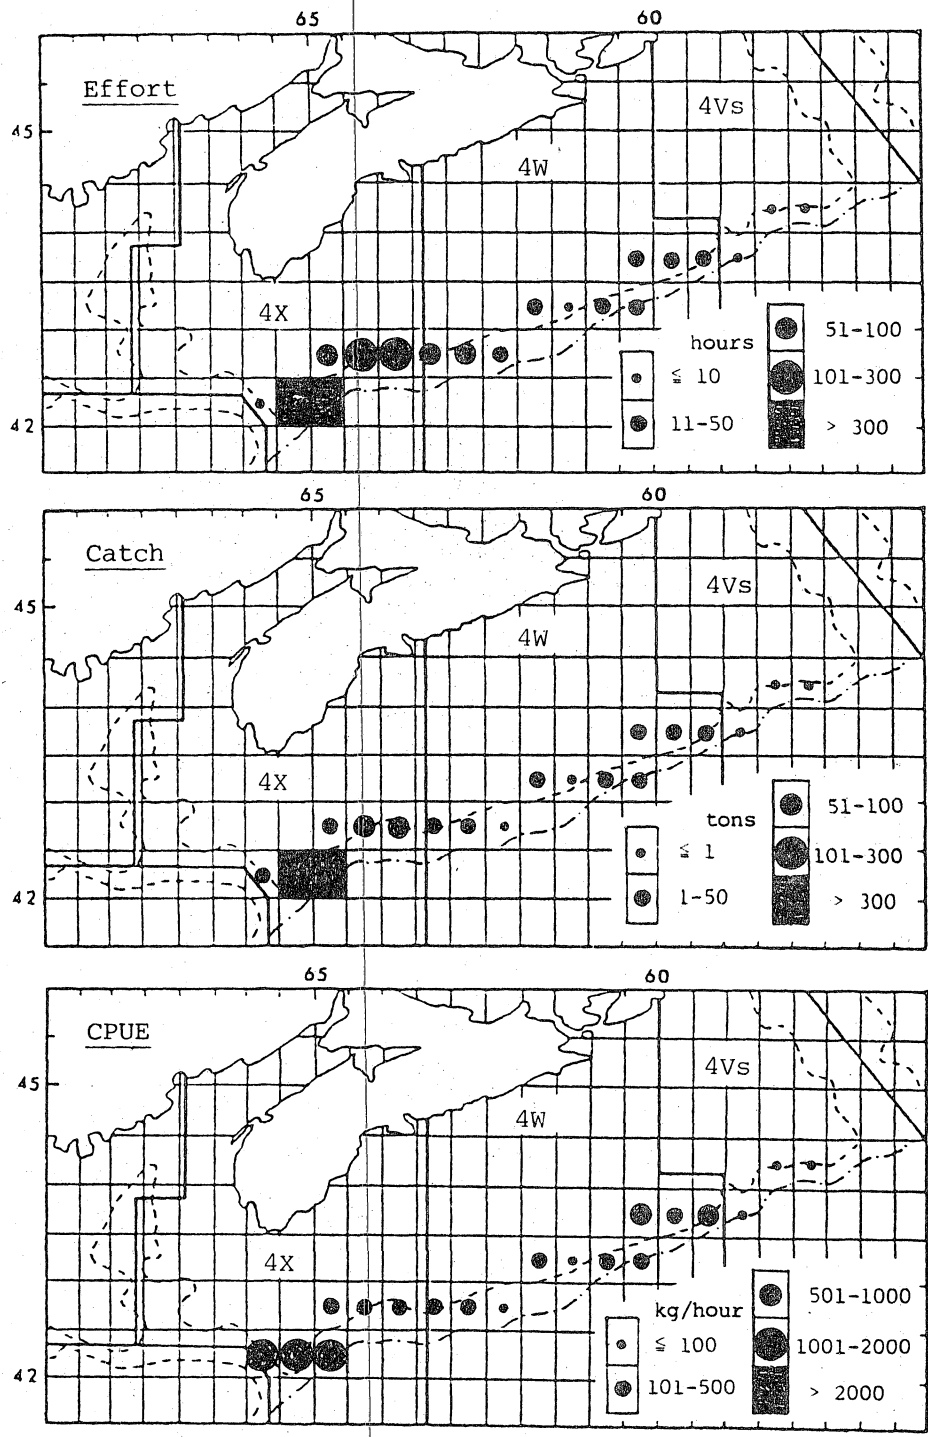 65 60
Effort
4Vs
45
4W
4X
hours 51-100
≦ 10 101-300
42
11-50 > 300
65 60
Catch
4Vs
45
4W
4X
tons 51-100
≦ 1 101-300
42
1-50 > 300
65 60
CPUE
4Vs
45
4W
4X
kg/hour 501-1000
≦ 100 1001-2000
42
101-500 > 2000